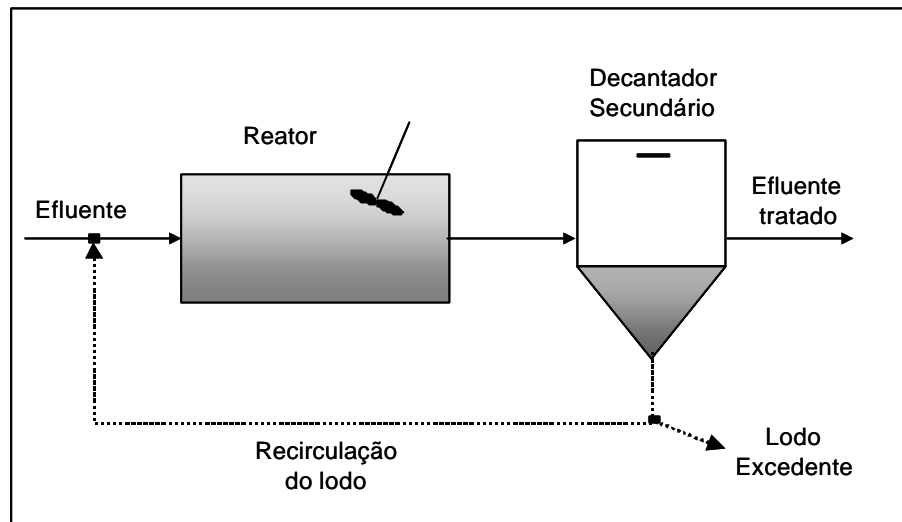 Decantador
Secundário
Reator
Efluente
Efluente
tratado
Recirculação
do lodo
Lodo
Excedente